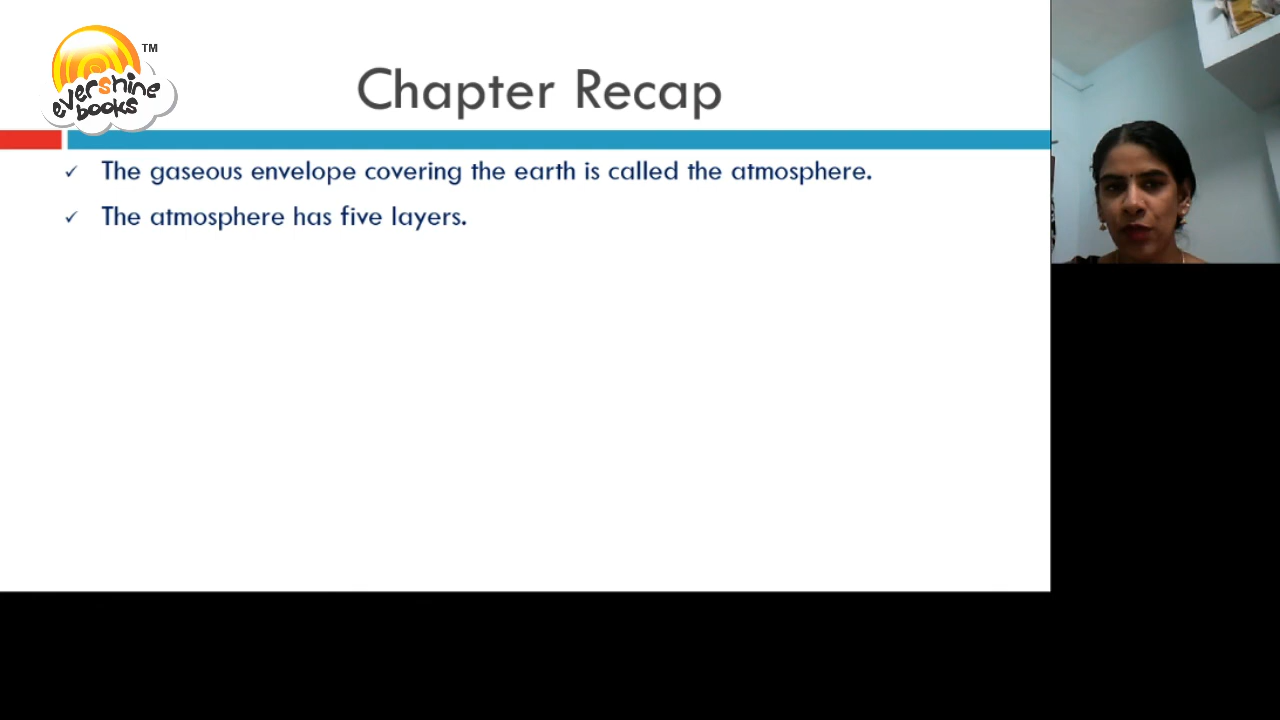 TM
evershine
books
Chapter Recap
✓ The gaseous envelope covering the earth is called the atmosphere.
✓ The atmosphere has five layers.